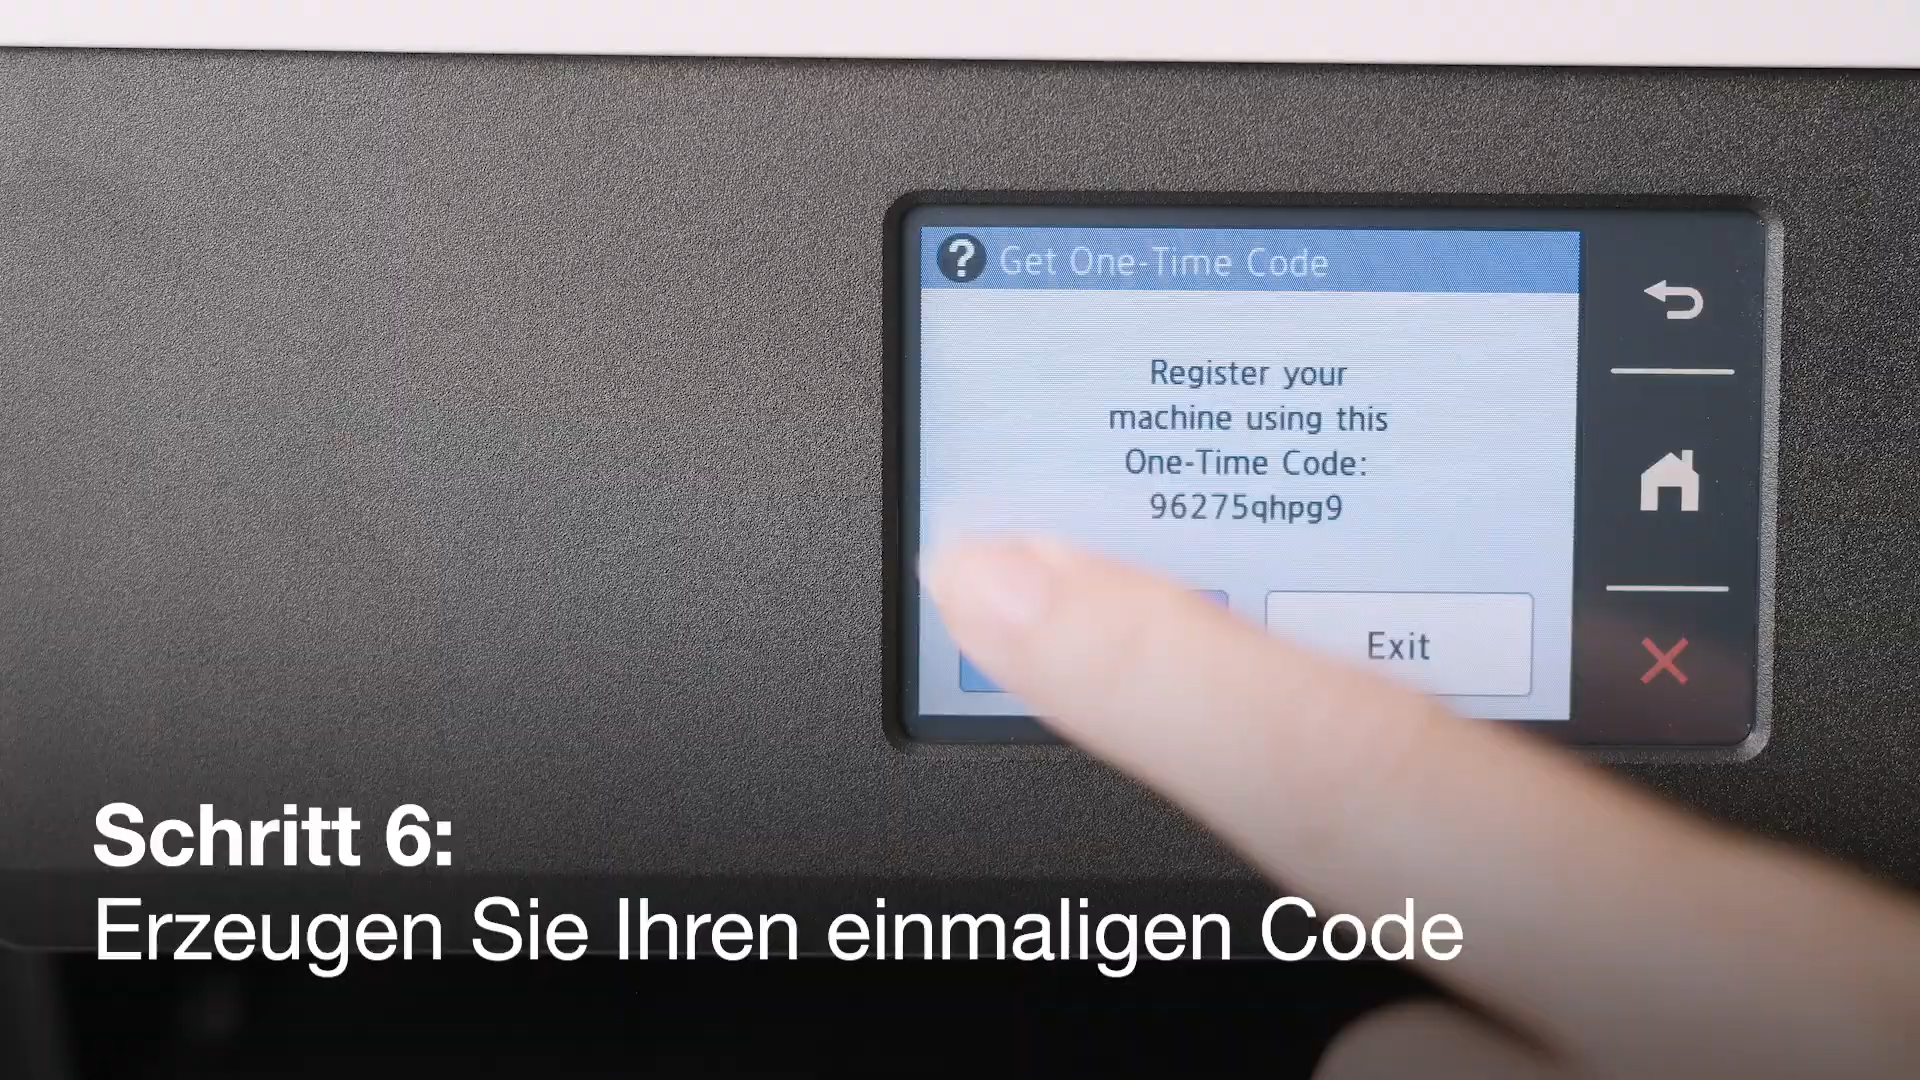 Get One-Time Code
Register your
machine using this
One-Time Code:
96275qhpg9
Exit
Schritt 6:
Erzeugen Sie Ihren einmaligen Code